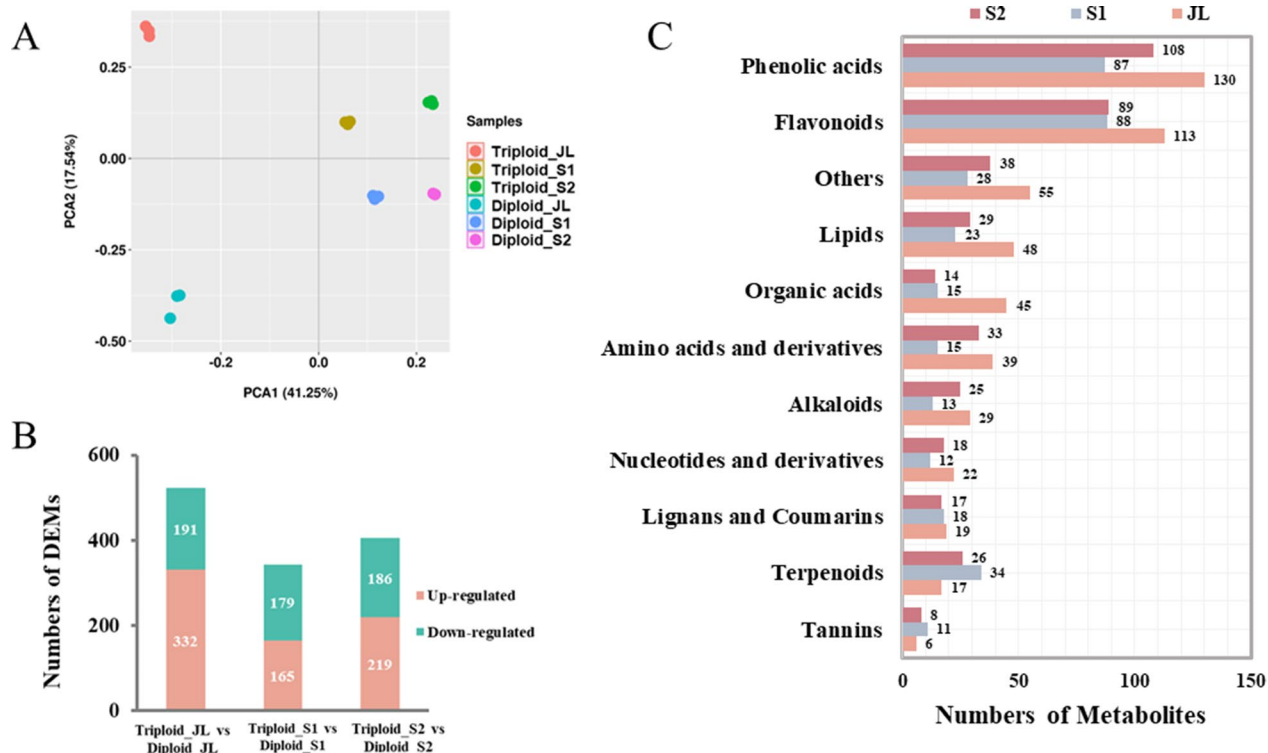 A
0.25
0.00
-0.25
-0.50
PCA2 (17.54%)
-0.2
0.0
0.2
PCA1 (41.25%)
Samples
Triploid_JL
Triploid_S1
Triploid_S2
Diploid_JL
Diploid_S1
Diploid_S2
B
600
400
200
0
Numbers of DEMs
191
332
179
165
186
219
Up-regulated
Down-regulated
Triploid_JL vs
Diploid_JL
Triploid_S1 vs
Diploid_S1
Triploid_S2 vs
Diploid_S2
C
S2 S1 JL
Phenolic acids
108
87
130
Flavonoids
89
88
113
Others
38
28
55
Lipids
29
23
48
Organic acids
14
15
45
Amino acids and derivatives
33
15
39
Alkaloids
25
13
29
Nucleotides and derivatives
18
12
22
Lignans and Coumarins
17
18
19
Terpenoids
26
34
17
Tannins
8
11
6
0 50 100 150
Numbers of Metabolites